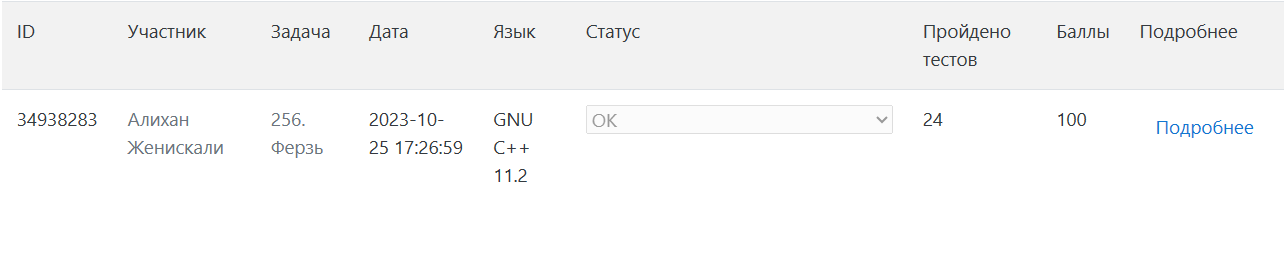 ID Участник Задача Дата Язык Статус Пройдено тестов Баллы Подробнее
34938283 Алихан Женискали 256. Ферзь 2023-10-25 17:26:59 GNU C++ 11.2 OK 24 100 Подробнее